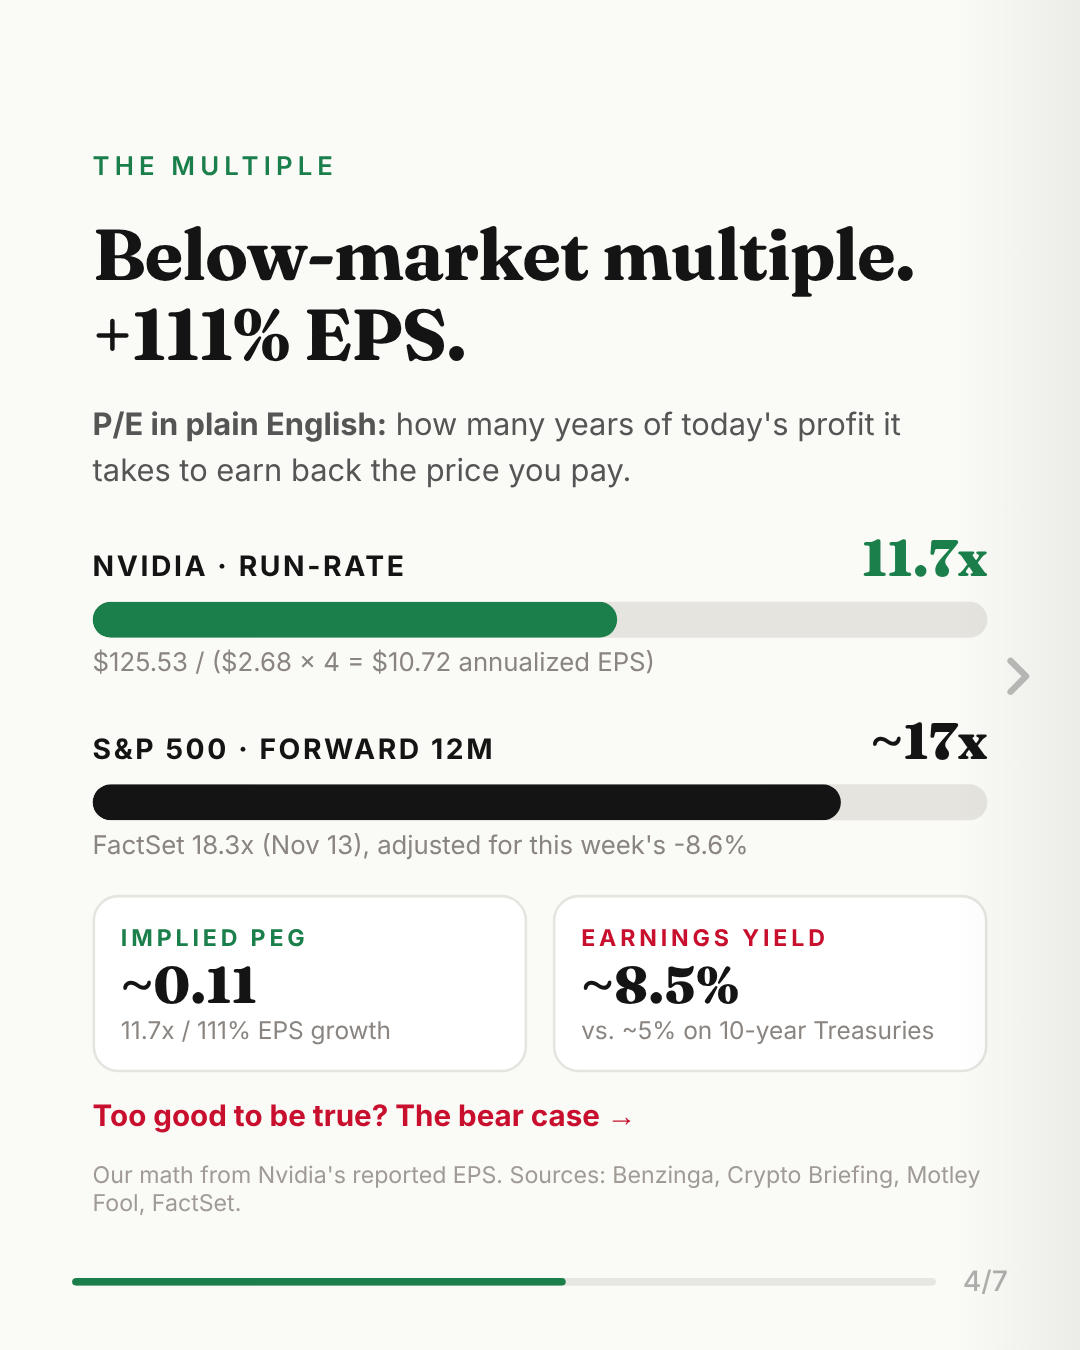 THE MULTIPLE
Below-market multiple.
+111% EPS.
P/E in plain English: how many years of today's profit it
takes to earn back the price you pay.
NVIDIA · RUN-RATE
11.7x
$125.53 / ($2.68 × 4 = $10.72 annualized EPS)
S&P 500 · FORWARD 12M
~17x
FactSet 18.3x (Nov 13), adjusted for this week's -8.6%
IMPLIED PEG
~0.11
11.7x / 111% EPS growth
EARNINGS YIELD
~8.5%
vs. ~5% on 10-year Treasuries
Too good to be true? The bear case →
Our math from Nvidia's reported EPS. Sources: Benzinga, Crypto Briefing, Motley
Fool, FactSet.
4/7